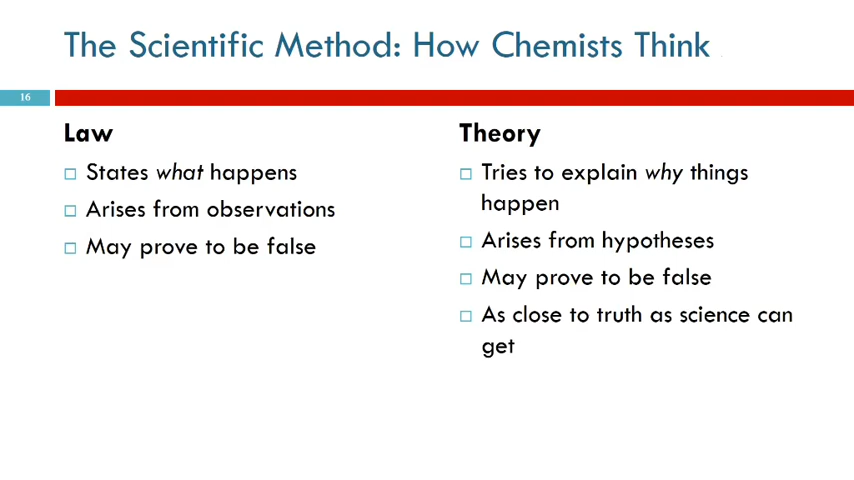 The Scientific Method: How Chemists Think
16
Law
States what happens
Arises from observations
May prove to be false
Theory
Tries to explain why things
happen
Arises from hypotheses
May prove to be false
As close to truth as science can
get